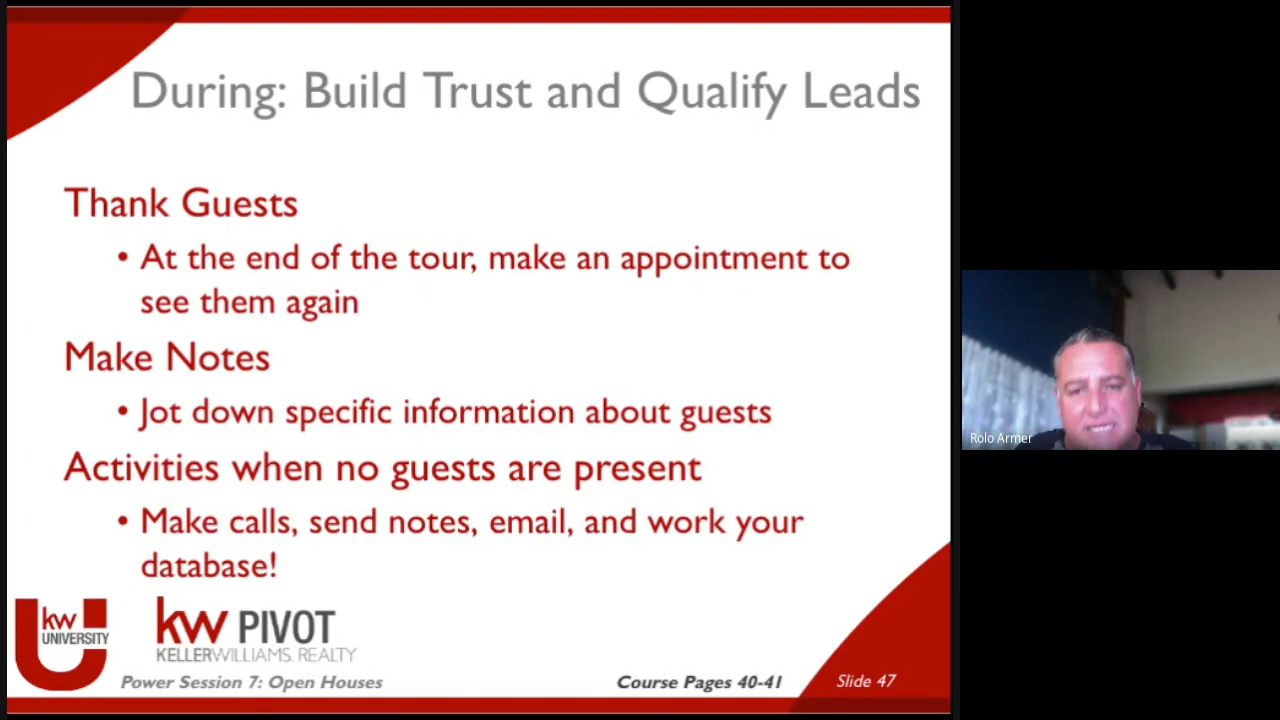 During: Build Trust and Qualify Leads
Thank Guests
• At the end of the tour, make an appointment to
see them again
Make Notes
• Jot down specific information about guests
Activities when no guests are present
• Make calls, send notes, email, and work your
database!
kw
UNIVERSITY
kw PIVOT
KELLERWILLIAMS. REALTY
Power Session 7: Open Houses
Course Pages 40-41
Slide 47
Rolo Armer